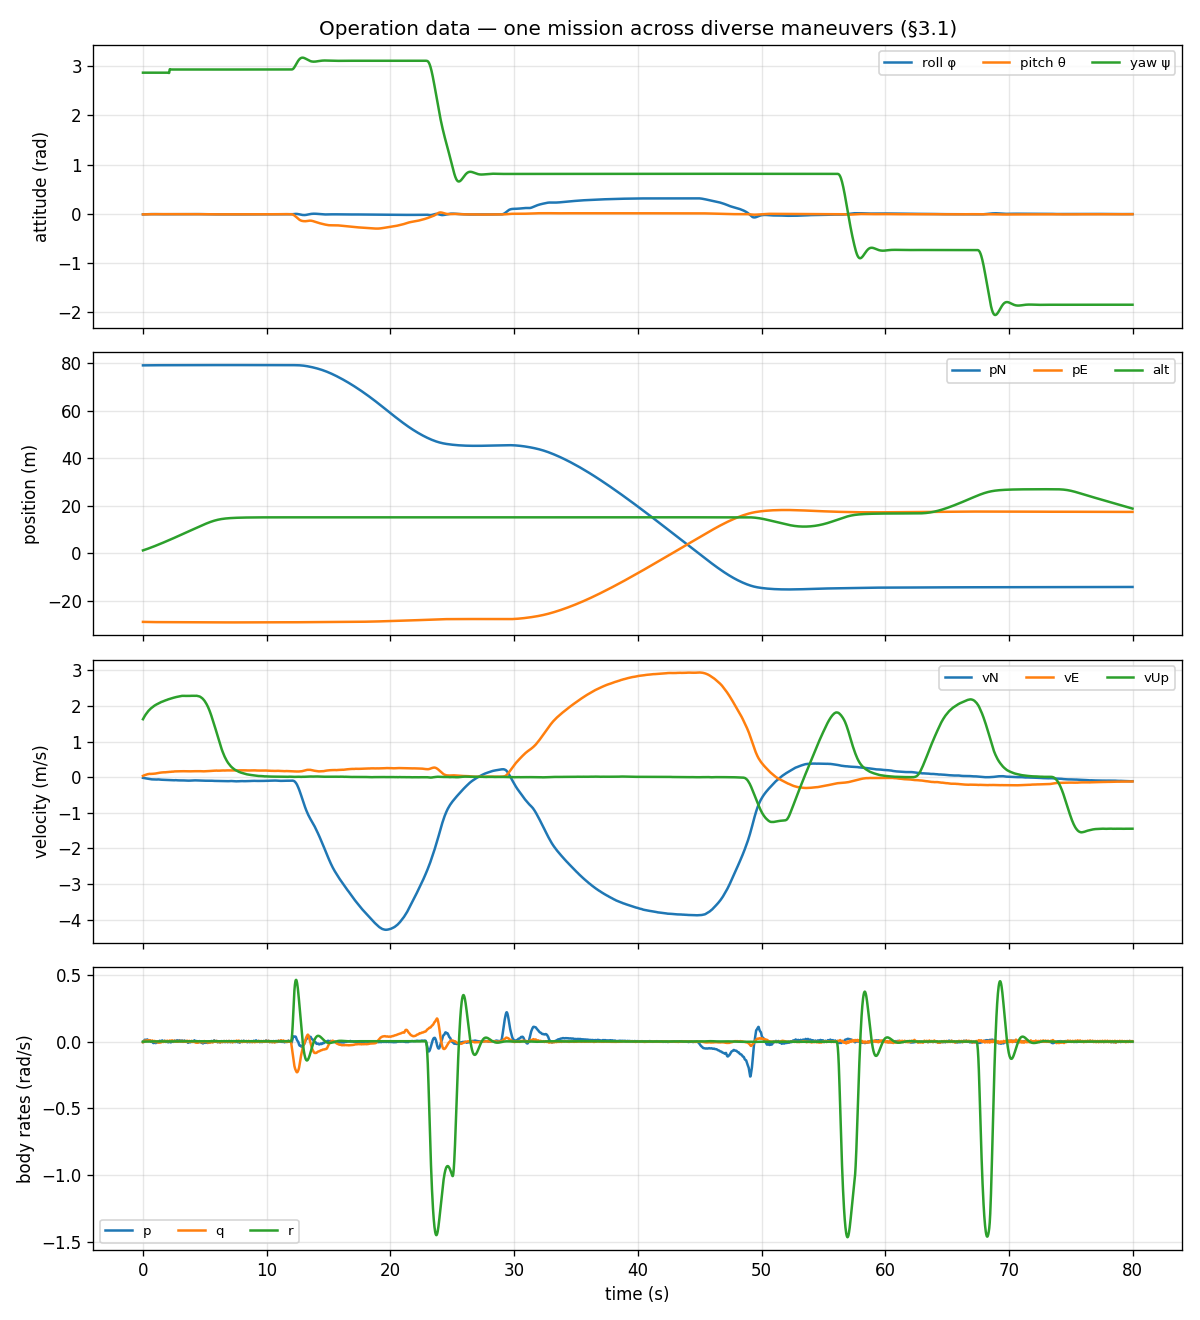 Operation data — one mission across diverse maneuvers (§3.1)
attitude (rad)
3
2
1
0
−1
−2
roll φ pitch θ yaw ψ
position (m)
80
60
40
20
0
−20
pN pE alt
velocity (m/s)
3
2
1
0
−1
−2
−3
−4
vN vE vUp
body rates (rad/s)
0.5
0.0
−0.5
−1.0
−1.5
p q r
0 10 20 30 40 50 60 70 80
time (s)